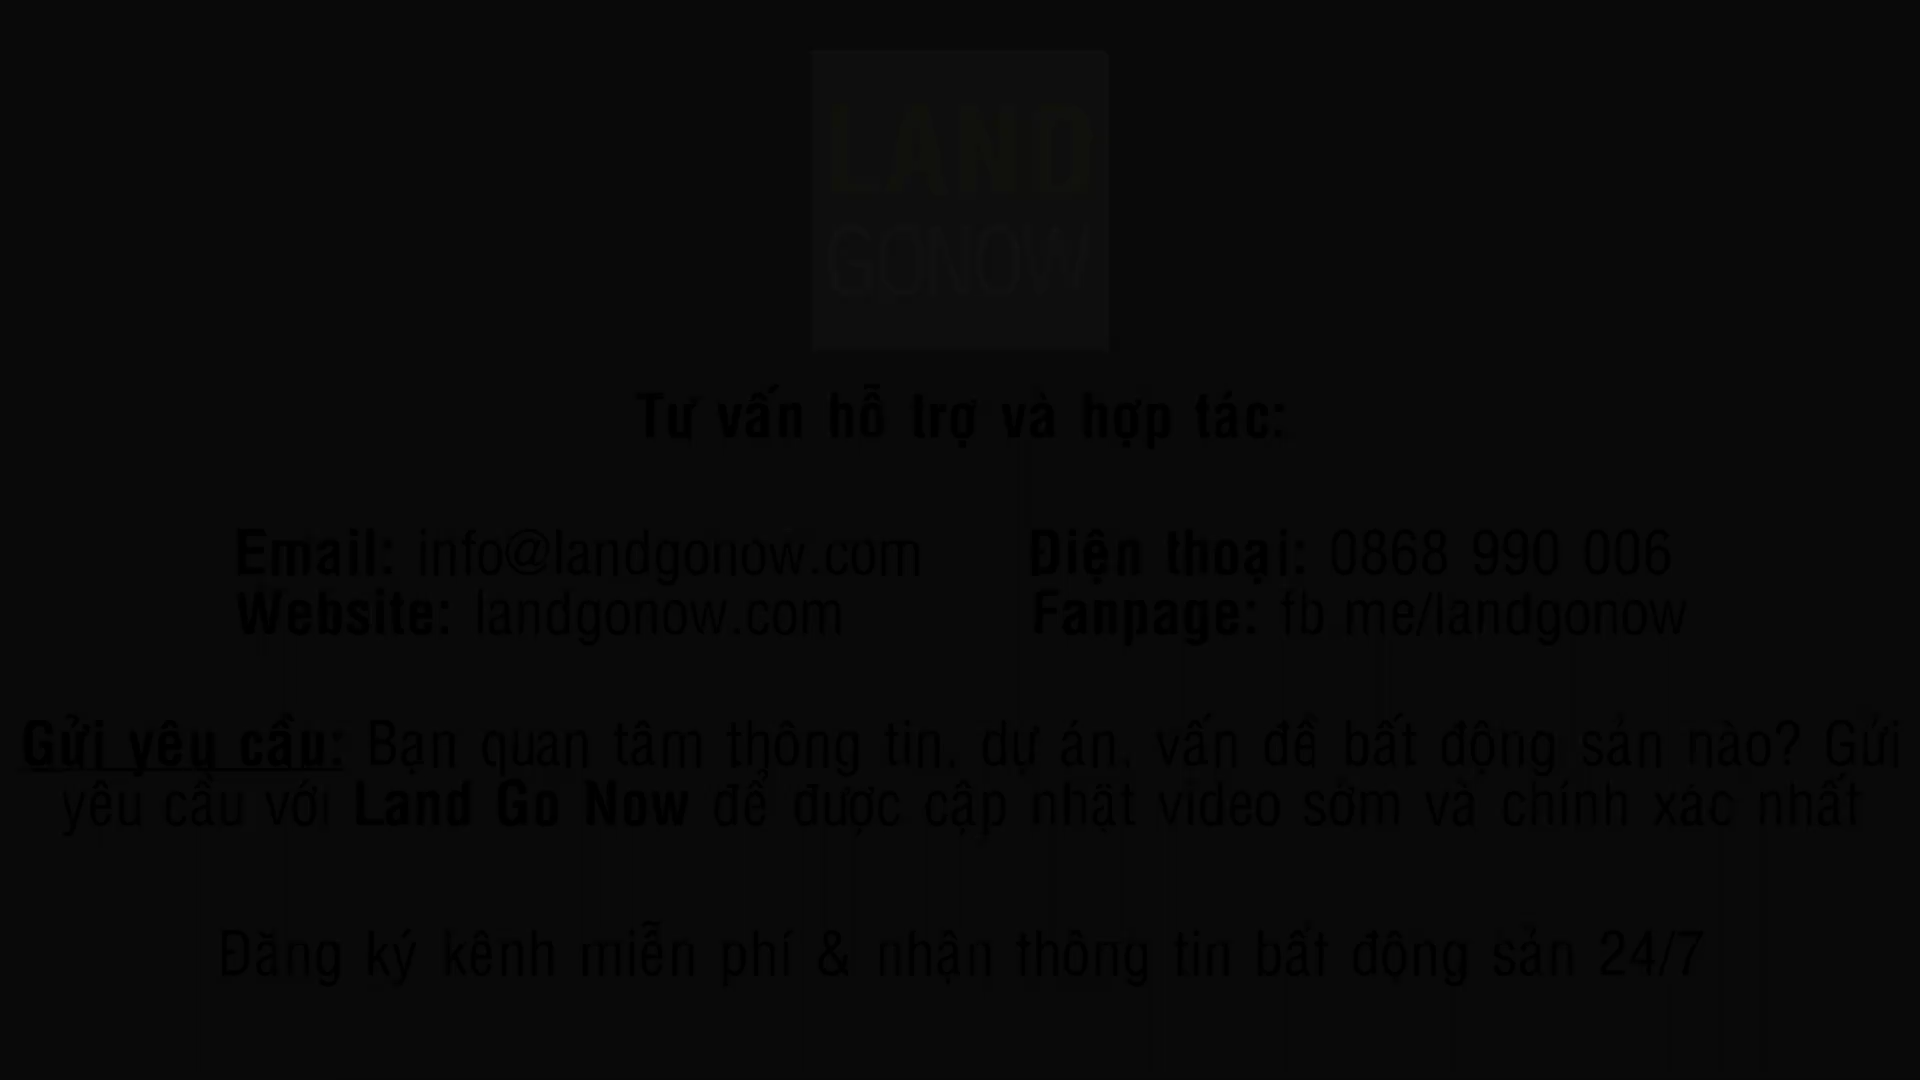 LAND
GONOW
Tư vấn hỗ trợ và hợp tác:
Email: info@landgonow.com Điện thoại: 0868 990 006
Website: landgonow.com Fanpage: fb.me/landgonow
Gửi yêu cầu: Bạn quan tâm thông tin, dự án, vấn đề bất động sản nào? Gửi
yêu cầu với Land Go Now để được cập nhật video sớm và chính xác nhất
Đăng ký kênh miễn phí & nhận thông tin bất động sản 24/7